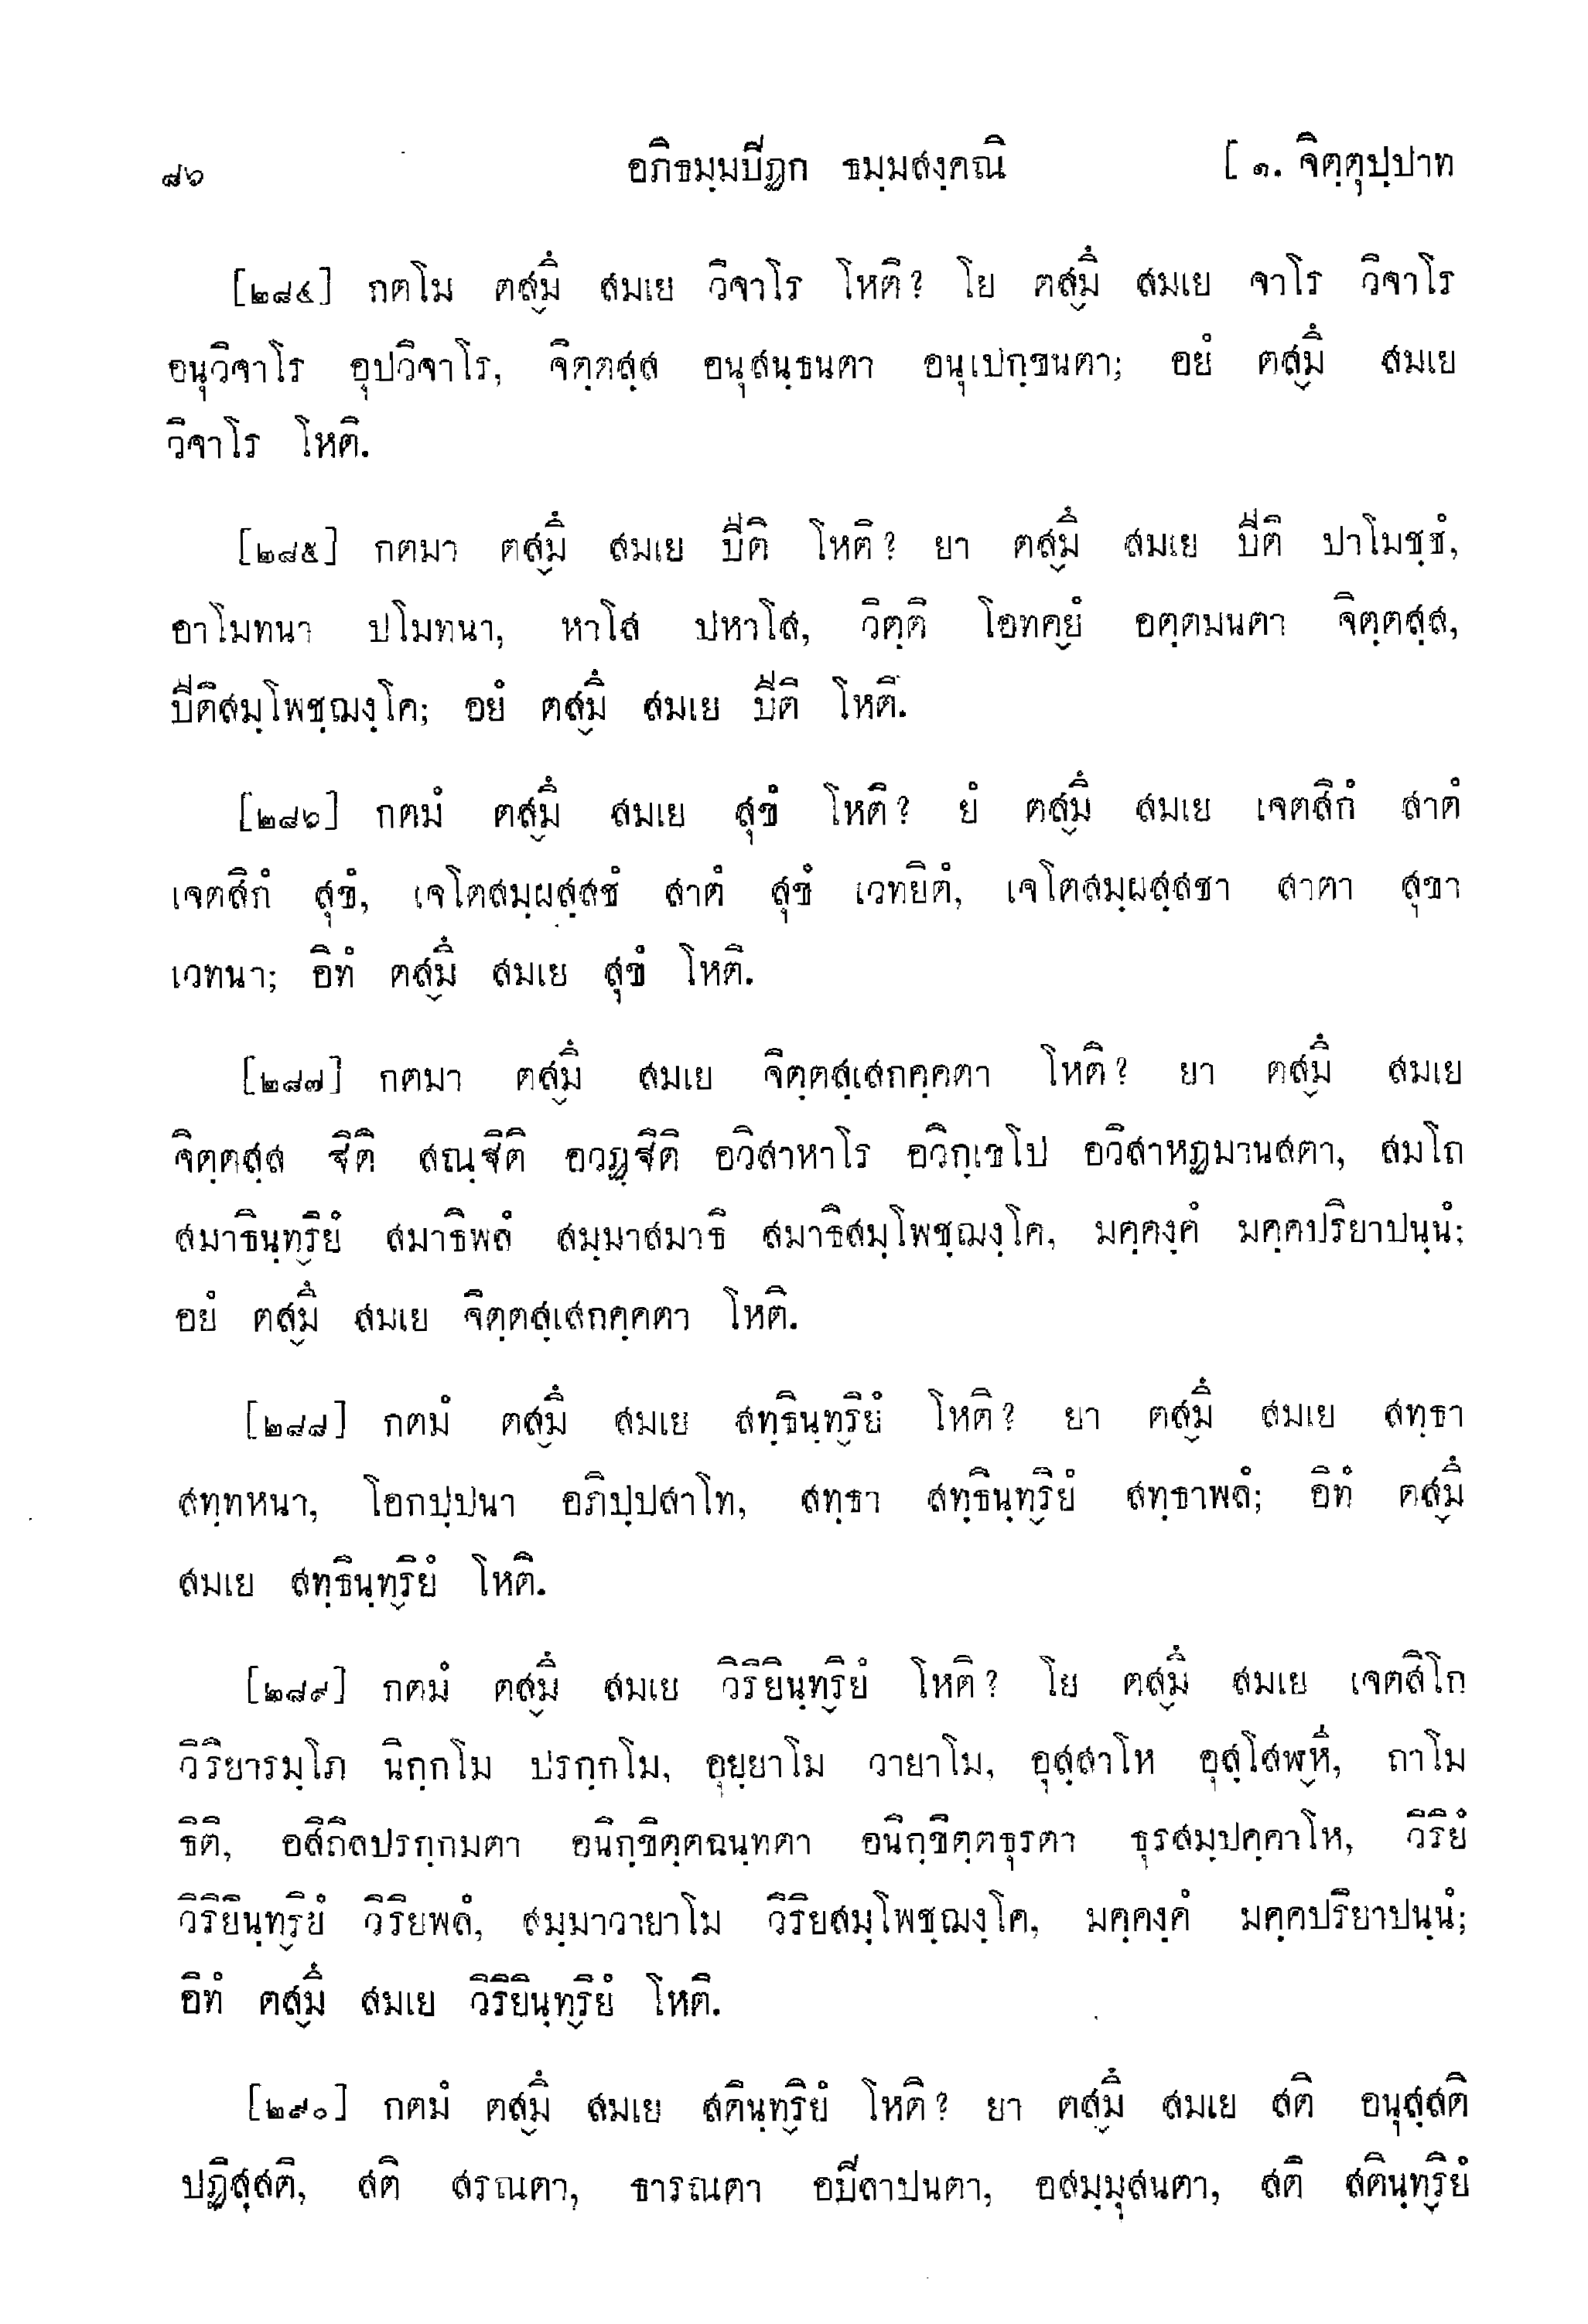 ๘๖ อภิธมฺมปิฏก ธมฺมสงฺคณิ [ ๑. จิตฺตุปฺปาท
[๒๘๔] กตโม ตสฺมิํ สมเย วิจาโร โหติ? โย ตสฺมิํ สมเย จาโร วิจาโร
อนุวิจาโร อุปวิจาโร, จิตฺตสฺส อนุสนฺธนตา อนุเปกฺขนตา; อยํ ตสฺมิํ สมเย
วิจาโร โหติ.
[๒๘๕] กตมา ตสฺมิํ สมเย ปีติ โหติ? ยา ตสฺมิํ สมเย ปีติ ปาโมชฺชํ,
อาโมทนา ปโมทนา, หาโส ปหาโส, วิตฺติ โอทคฺยํ อตฺตมนตา จิตฺตสฺส,
ปีติสมฺโพชฺฌงฺโค; อยํ ตสฺมิํ สมเย ปีติ โหติ.
[๒๘๖] กตมํ ตสฺมิํ สมเย สุขํ โหติ? ยํ ตสฺมิํ สมเย เจตสิกํ สาตํ
เจตสิกํ สุขํ, เจโตสมฺผสฺสชํ สาตํ สุขํ เวทยิตํ, เจโตสมฺผสฺสชา สาตา สุขา
เวทนา; อิทํ ตสฺมิํ สมเย สุขํ โหติ.
[๒๘๗] กตมา ตสฺมิํ สมเย จิตฺตสฺเสกคฺคตา โหติ? ยา ตสฺมิํ สมเย
จิตฺตสฺส ฐิติ สณฺฐิติ อวฏฺฐิติ อวิสาหาโร อวิกฺเขโป อวิสาหฏมานสตา, สมโถ
สมาธินฺทฺริยํ สมาธิพลํ สมฺมาสมาธิ สมาธิสมฺโพชฺฌงฺโค, มคฺคงฺคํ มคฺคปริยาปนฺนํ;
อยํ ตสฺมิํ สมเย จิตฺตสฺเสกคฺคตา โหติ.
[๒๘๘] กตมํ ตสฺมิํ สมเย สทฺธินฺทฺริยํ โหติ? ยา ตสฺมิํ สมเย สทฺธา
สทฺทหนา, โอกปฺปนา อภิปฺปสาโท, สทฺธา สทฺธินฺทฺริยํ สทฺธาพลํ; อิทํ ตสฺมิํ
สมเย สทฺธินฺทฺริยํ โหติ.
[๒๘๙] กตมํ ตสฺมิํ สมเย วิริยินฺทฺริยํ โหติ? โย ตสฺมิํ สมเย เจตสิโก
วิริยารมฺโภ นิกฺกโม ปรกฺกโม, อุยฺยาโม วายาโม, อุสฺสาโห อุสฺโสฬฺหี, ถาโม
ธิติ, อสิถิลปรกฺกมตา อนิกฺขิตฺตฉนฺทตา อนิกฺขิตฺตธุรตา ธุรสมฺปคฺคาโห, วิริยํ
วิริยินฺทฺริยํ วิริยพลํ, สมฺมาวายาโม วิริยสมฺโพชฺฌงฺโค, มคฺคงฺคํ มคฺคปริยาปนฺนํ;
อิทํ ตสฺมิํ สมเย วิริยินฺทฺริยํ โหติ.
[๒๙๐] กตมํ ตสฺมิํ สมเย สตินฺทฺริยํ โหติ? ยา ตสฺมิํ สมเย สติ อนุสฺสติ
ปฏิสฺสติ, สติ สรณตา, ธารณตา อปิลาปนตา, อสมฺมุสนตา, สติ สตินฺทฺริยํ